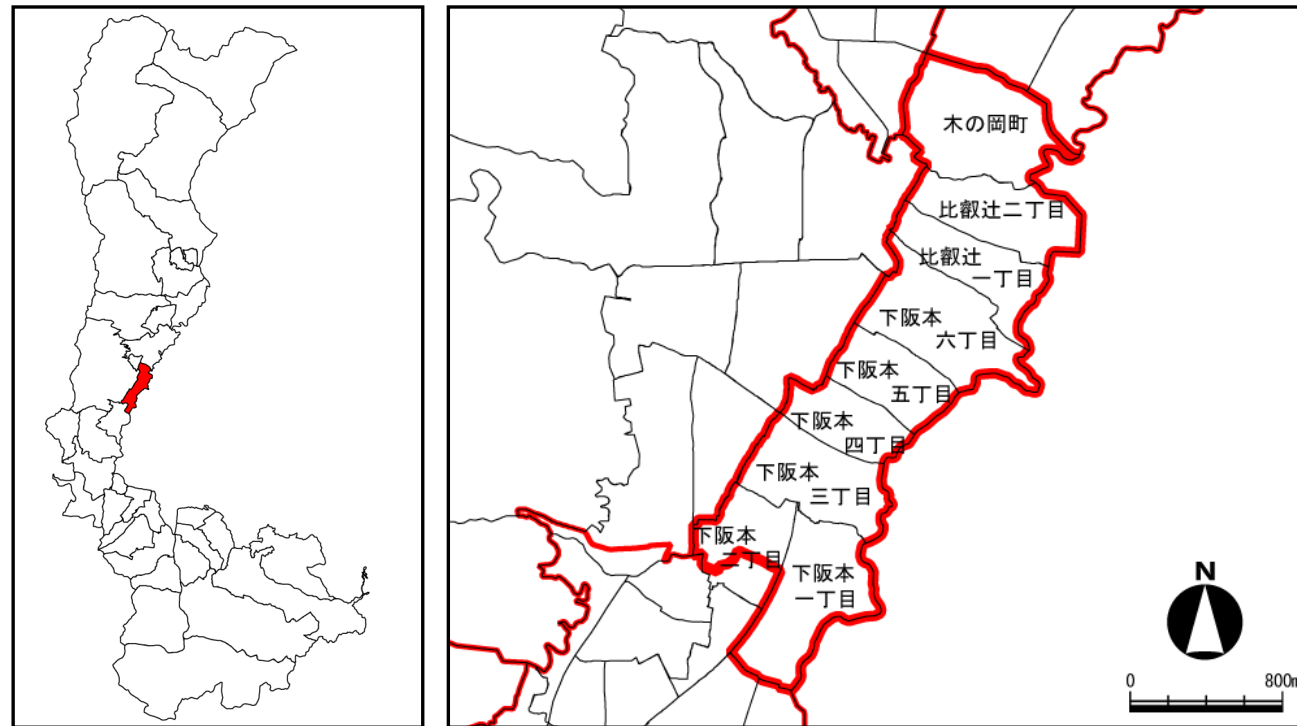 木の岡町
比叡辻二丁目
比叡辻
一丁目
下阪本
六丁目
下阪本
五丁目
下阪本
四丁目
下阪本
三丁目
下阪本
二丁目
下阪本
一丁目
N
0 800m